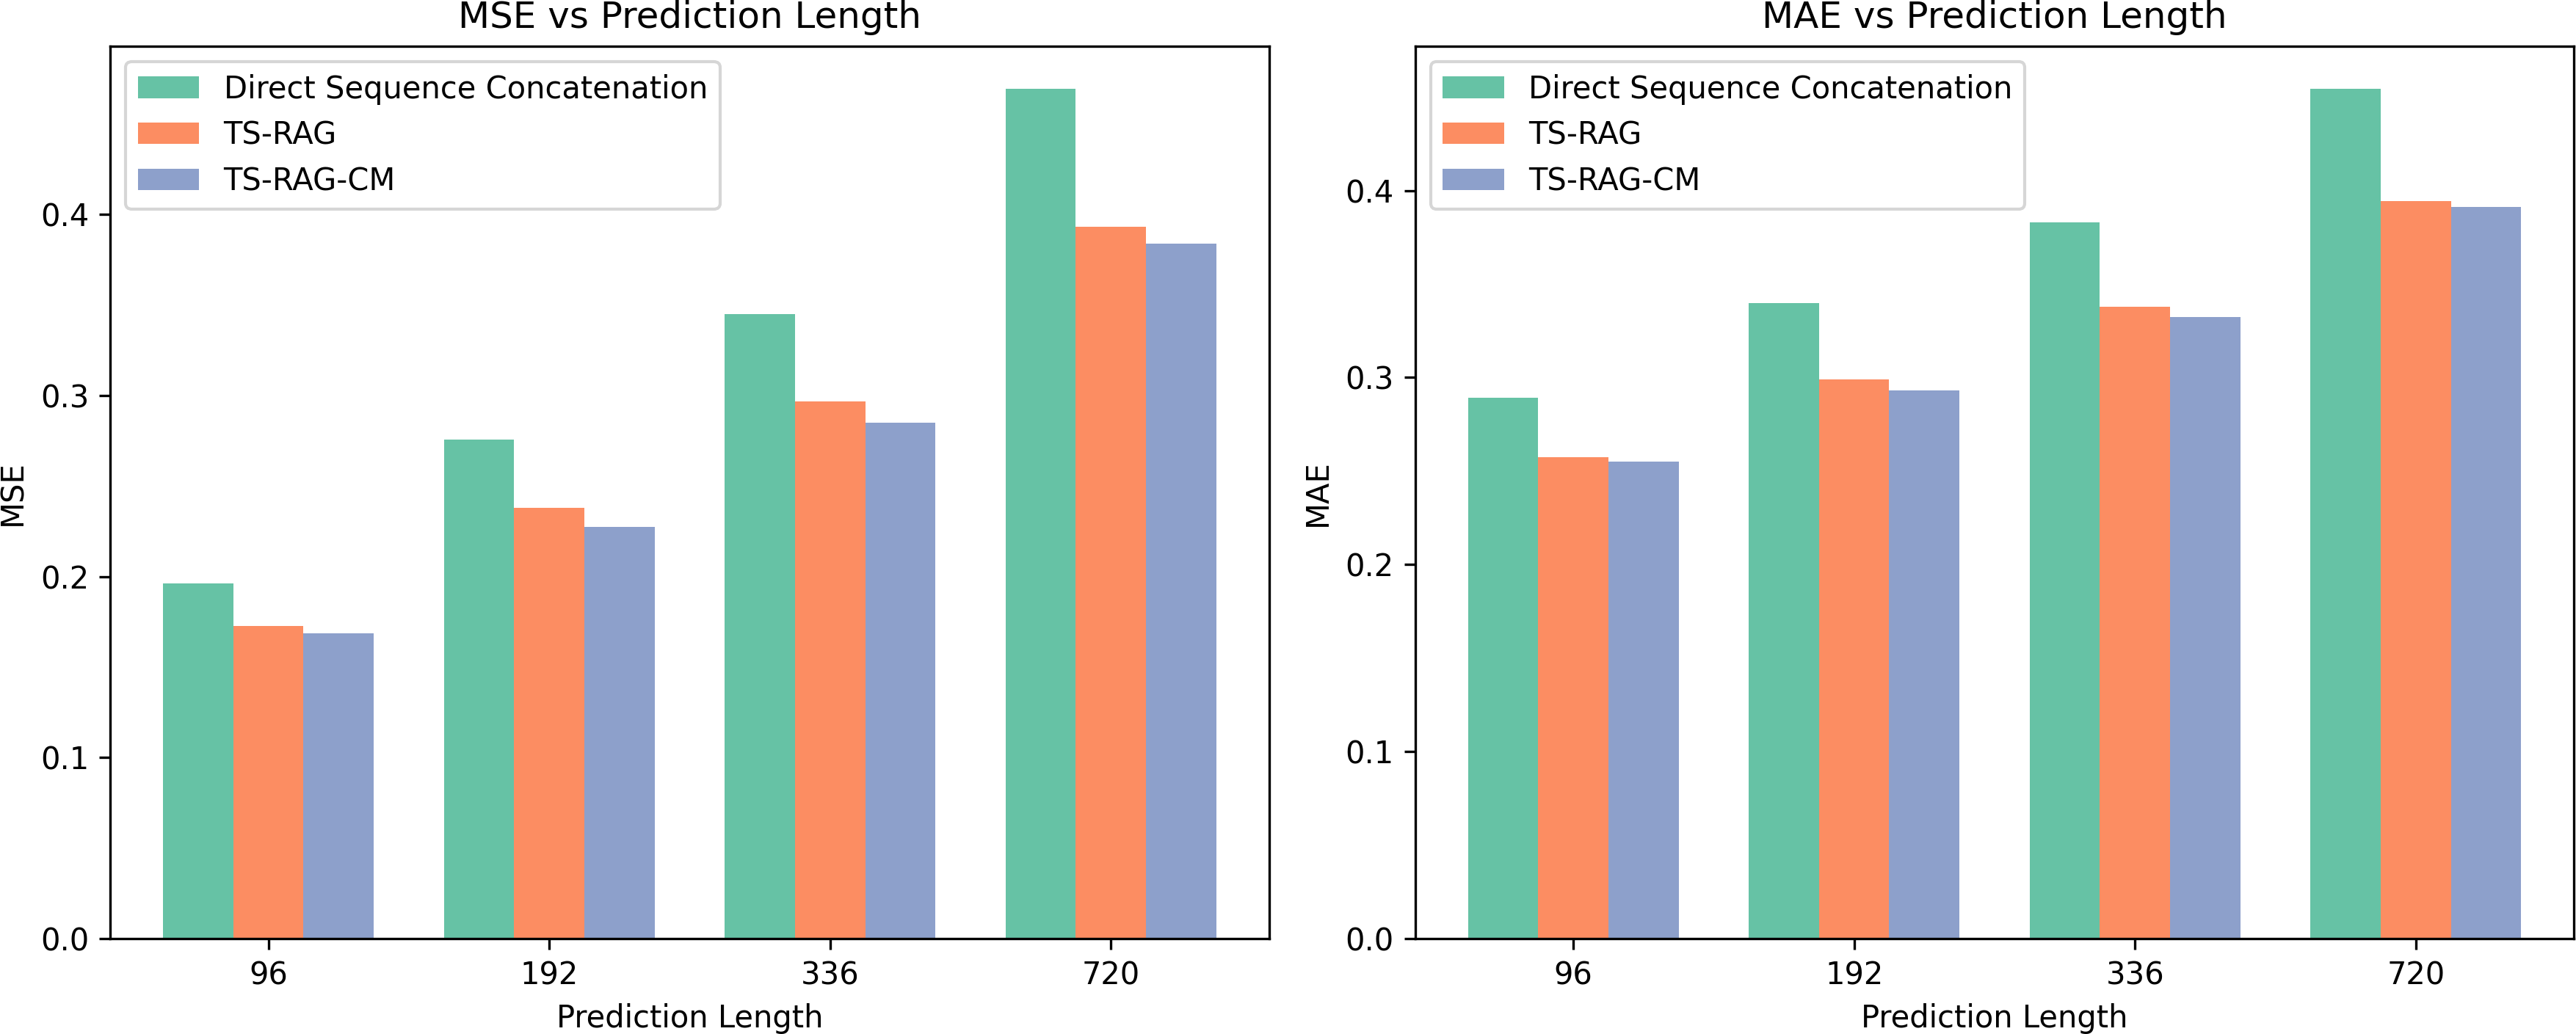 MSE vs Prediction Length
Direct Sequence Concatenation
TS-RAG
TS-RAG-CM
0.4
0.3
0.2
0.1
0.0
MSE
96 192 336 720
Prediction Length
MAE vs Prediction Length
Direct Sequence Concatenation
TS-RAG
TS-RAG-CM
0.4
0.3
0.2
0.1
0.0
MAE
96 192 336 720
Prediction Length